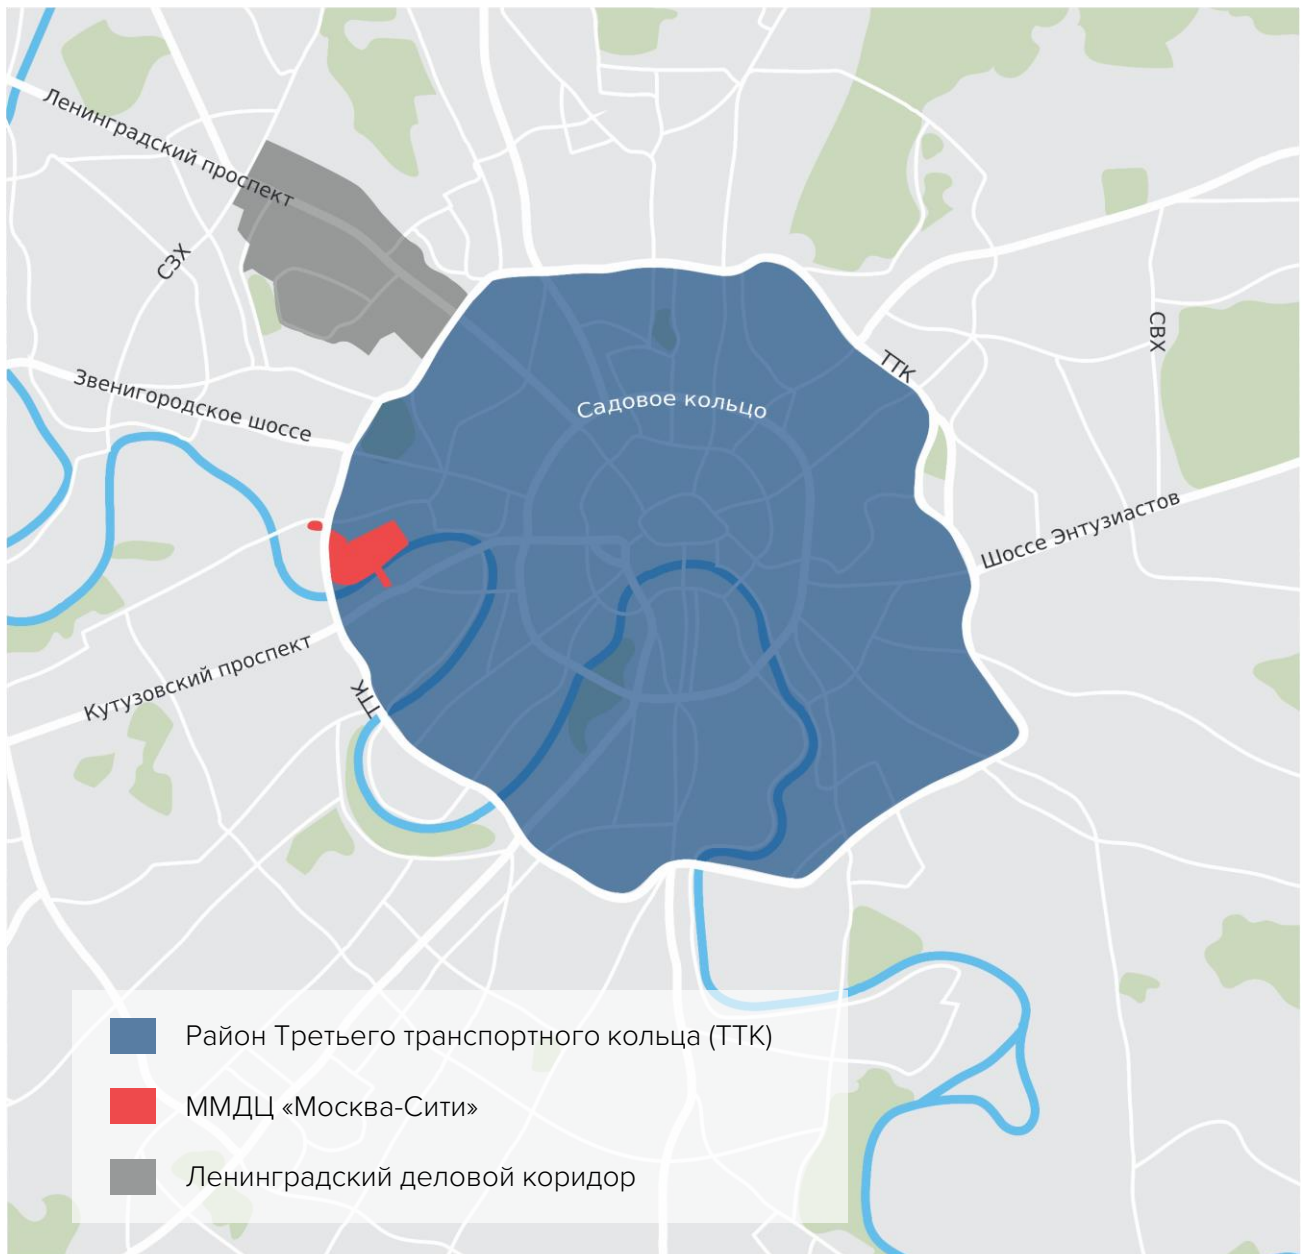 Ленинградский проспект
СЗХ
СВХ
ТТК
Звенигородское шоссе
Садовое кольцо
Шоссе Энтузиастов
Кутузовский проспект
ТТК
Район Третьего транспортного кольца (ТТК)
ММДЦ «Москва-Сити»
Ленинградский деловой коридор